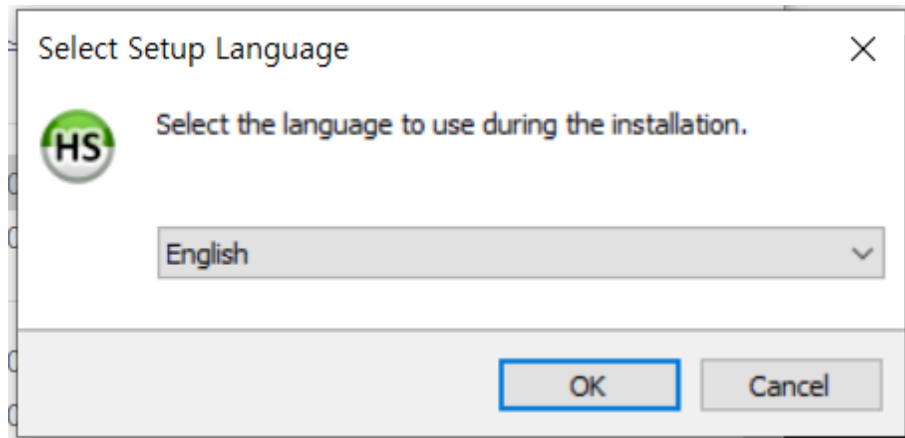 Select Setup Language
HS
Select the language to use during the installation.
English
OK
Cancel